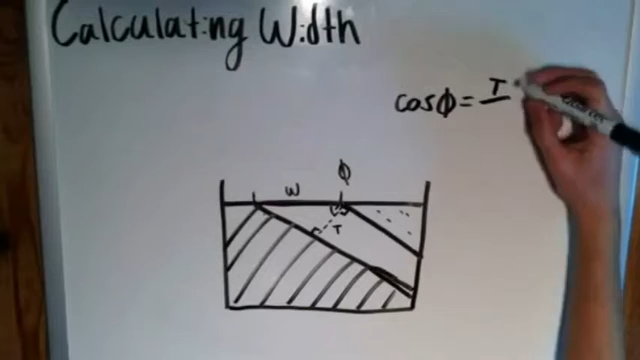 Calculating Width
cosϕ = T
ϕ
W
T